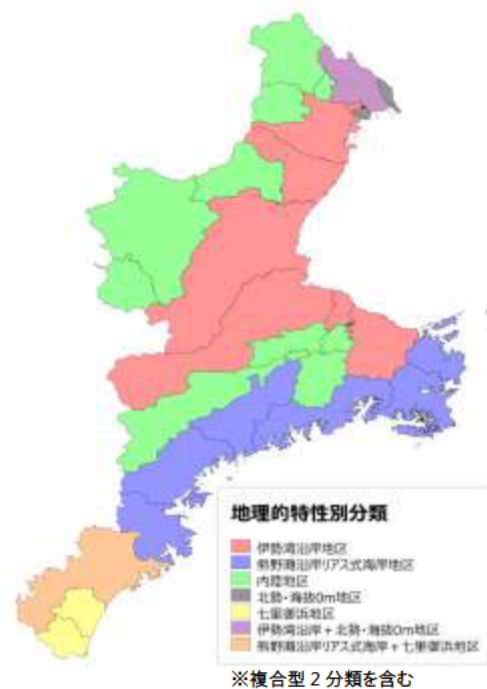 地理的特性別分類
伊勢湾沿岸地区
熊野灘沿岸リアス式海岸地区
内陸地区
北勢・海抜0m地区
七里御浜地区
伊勢湾沿岸+北勢・海抜0m地区
熊野灘沿岸リアス式海岸+七里御浜地区
※複合型2分類を含む